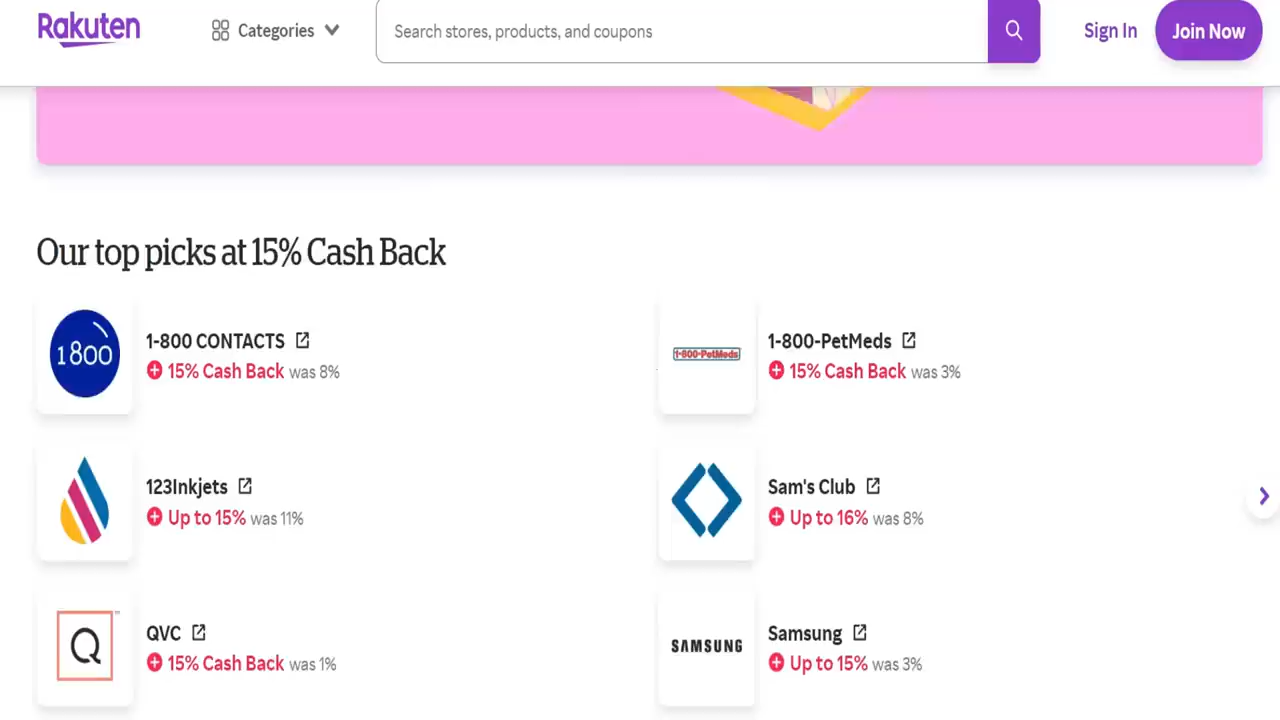 Rakuten
Categories
Search stores, products, and coupons
Sign In
Join Now
Our top picks at 15% Cash Back
1800
1-800 CONTACTS
15% Cash Back was 8%
1-800-PetMeds
1-800-PetMeds
15% Cash Back was 3%
123Inkjets
Up to 15% was 11%
Sam's Club
Up to 16% was 8%
Q
QVC
15% Cash Back was 1%
SAMSUNG
Samsung
Up to 15% was 3%